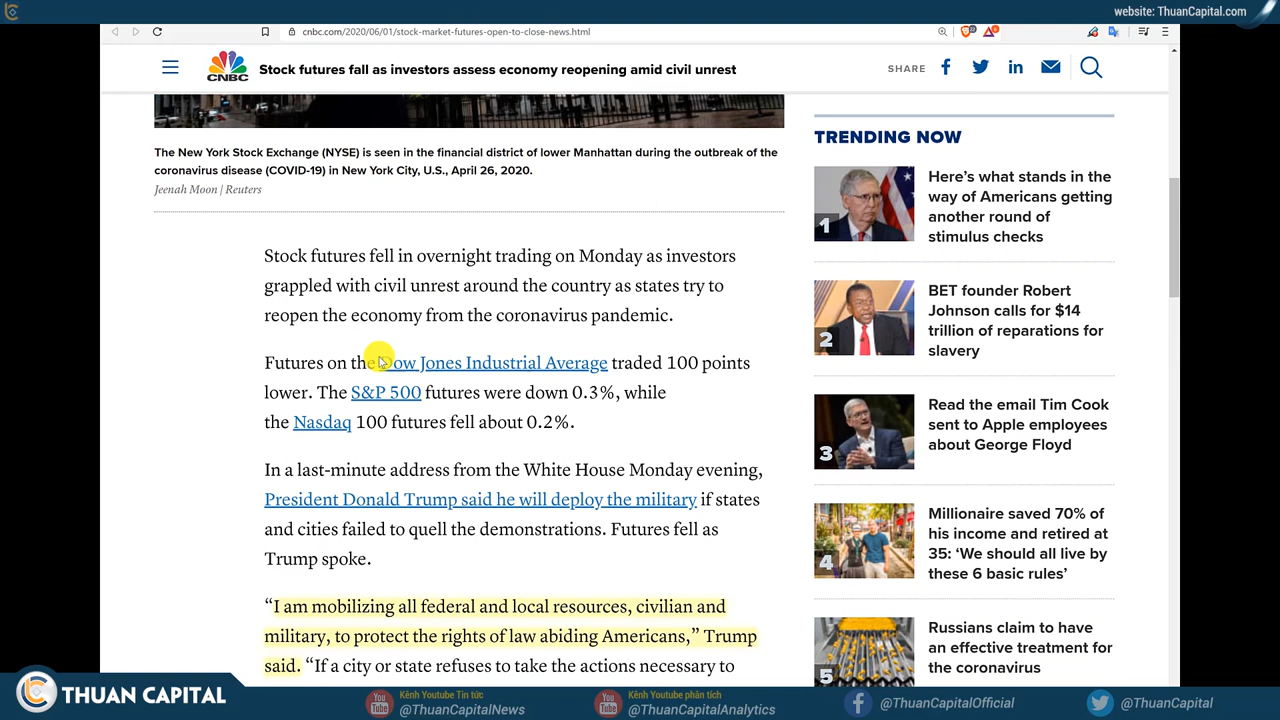 website: ThuanCapital.com
cnbc.com/2020/06/01/stock-market-futures-open-to-close-news.html
CNBC
Stock futures fall as investors assess economy reopening amid civil unrest
SHARE
The New York Stock Exchange (NYSE) is seen in the financial district of lower Manhattan during the outbreak of the
coronavirus disease (COVID-19) in New York City, U.S., April 26, 2020.
Jeenah Moon | Reuters
Stock futures fell in overnight trading on Monday as investors
grappled with civil unrest around the country as states try to
reopen the economy from the coronavirus pandemic.
Futures on the Dow Jones Industrial Average traded 100 points
lower. The S&P 500 futures were down 0.3%, while
the Nasdaq 100 futures fell about 0.2%.
In a last-minute address from the White House Monday evening,
President Donald Trump said he will deploy the military if states
and cities failed to quell the demonstrations. Futures fell as
Trump spoke.
“I am mobilizing all federal and local resources, civilian and
military, to protect the rights of law abiding Americans,” Trump
said. “If a city or state refuses to take the actions necessary to
TRENDING NOW
1
Here’s what stands in the
way of Americans getting
another round of
stimulus checks
2
BET founder Robert
Johnson calls for $14
trillion of reparations for
slavery
3
Read the email Tim Cook
sent to Apple employees
about George Floyd
4
Millionaire saved 70% of
his income and retired at
35: ‘We should all live by
these 6 basic rules’
5
Russians claim to have
an effective treatment for
the coronavirus
THUAN CAPITAL
You Tube
Kênh Youtube Tin tức
@ThuanCapitalNews
You Tube
Kênh Youtube phân tích
@ThuanCapitalAnalytics
@ThuanCapitalOfficial
@ThuanCapital